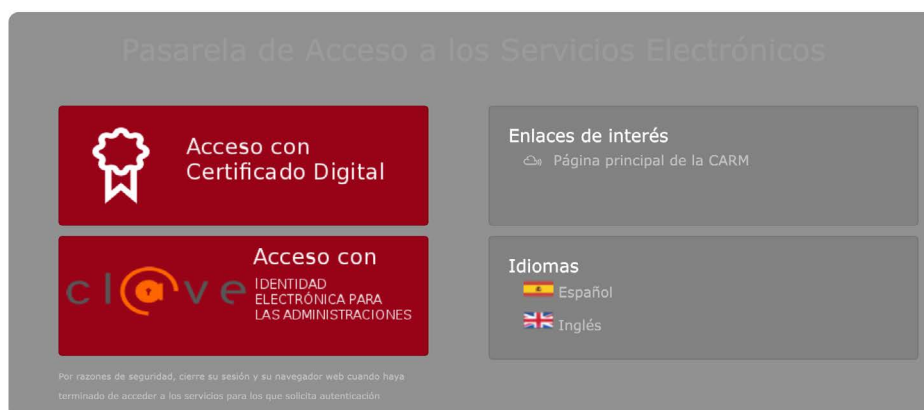 Pasarela de Acceso a los Servicios Electrónicos
Acceso con
Certificado Digital
cl@ve
Acceso con
IDENTIDAD
ELECTRÓNICA PARA
LAS ADMINISTRACIONES
Por razones de seguridad, cierre su sesión y su navegador web cuando haya
terminado de acceder a los servicios para los que solicita autenticación
Enlaces de interés
Página principal de la CARM
Idiomas
Español
Inglés